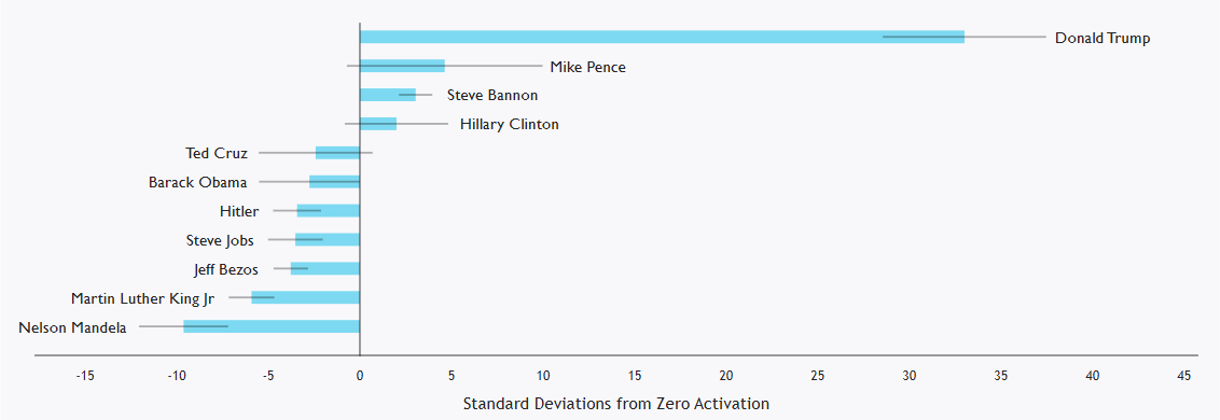 Donald Trump
Mike Pence
Steve Bannon
Hillary Clinton
Ted Cruz
Barack Obama
Hitler
Steve Jobs
Jeff Bezos
Martin Luther King Jr
Nelson Mandela
-15 -10 -5 0 5 10 15 20 25 30 35 40 45
Standard Deviations from Zero Activation